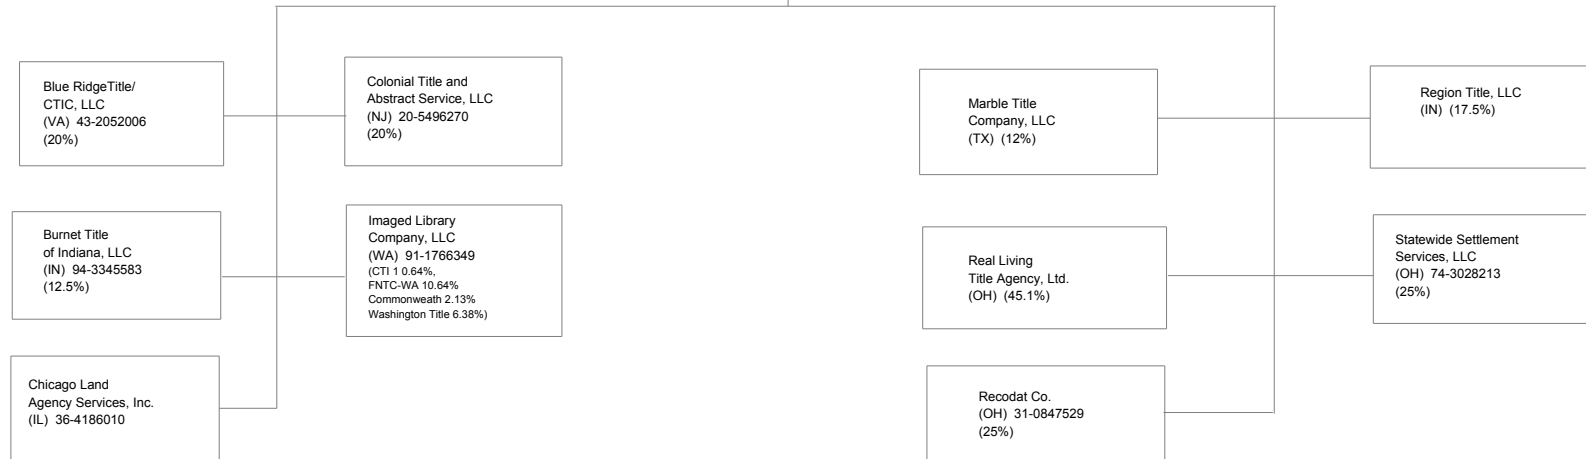 Blue RidgeTitle/
CTIC, LLC
(VA) 43-2052006
(20%)
Colonial Title and
Abstract Service, LLC
(NJ) 20-5496270
(20%)
Marble Title
Company, LLC
(TX) (12%)
Region Title, LLC
(IN) (17.5%)
Burnet Title
of Indiana, LLC
(IN) 94-3345583
(12.5%)
Imaged Library
Company, LLC
(WA) 91-1766349
(CTI 1 0.64%,
FNTC-WA 10.64%
Commonweath 2.13%
Washington Title 6.38%)
Real Living
Title Agency, Ltd.
(OH) (45.1%)
Statewide Settlement
Services, LLC
(OH) 74-3028213
(25%)
Chicago Land
Agency Services, Inc.
(IL) 36-4186010
Recodat Co.
(OH) 31-0847529
(25%)